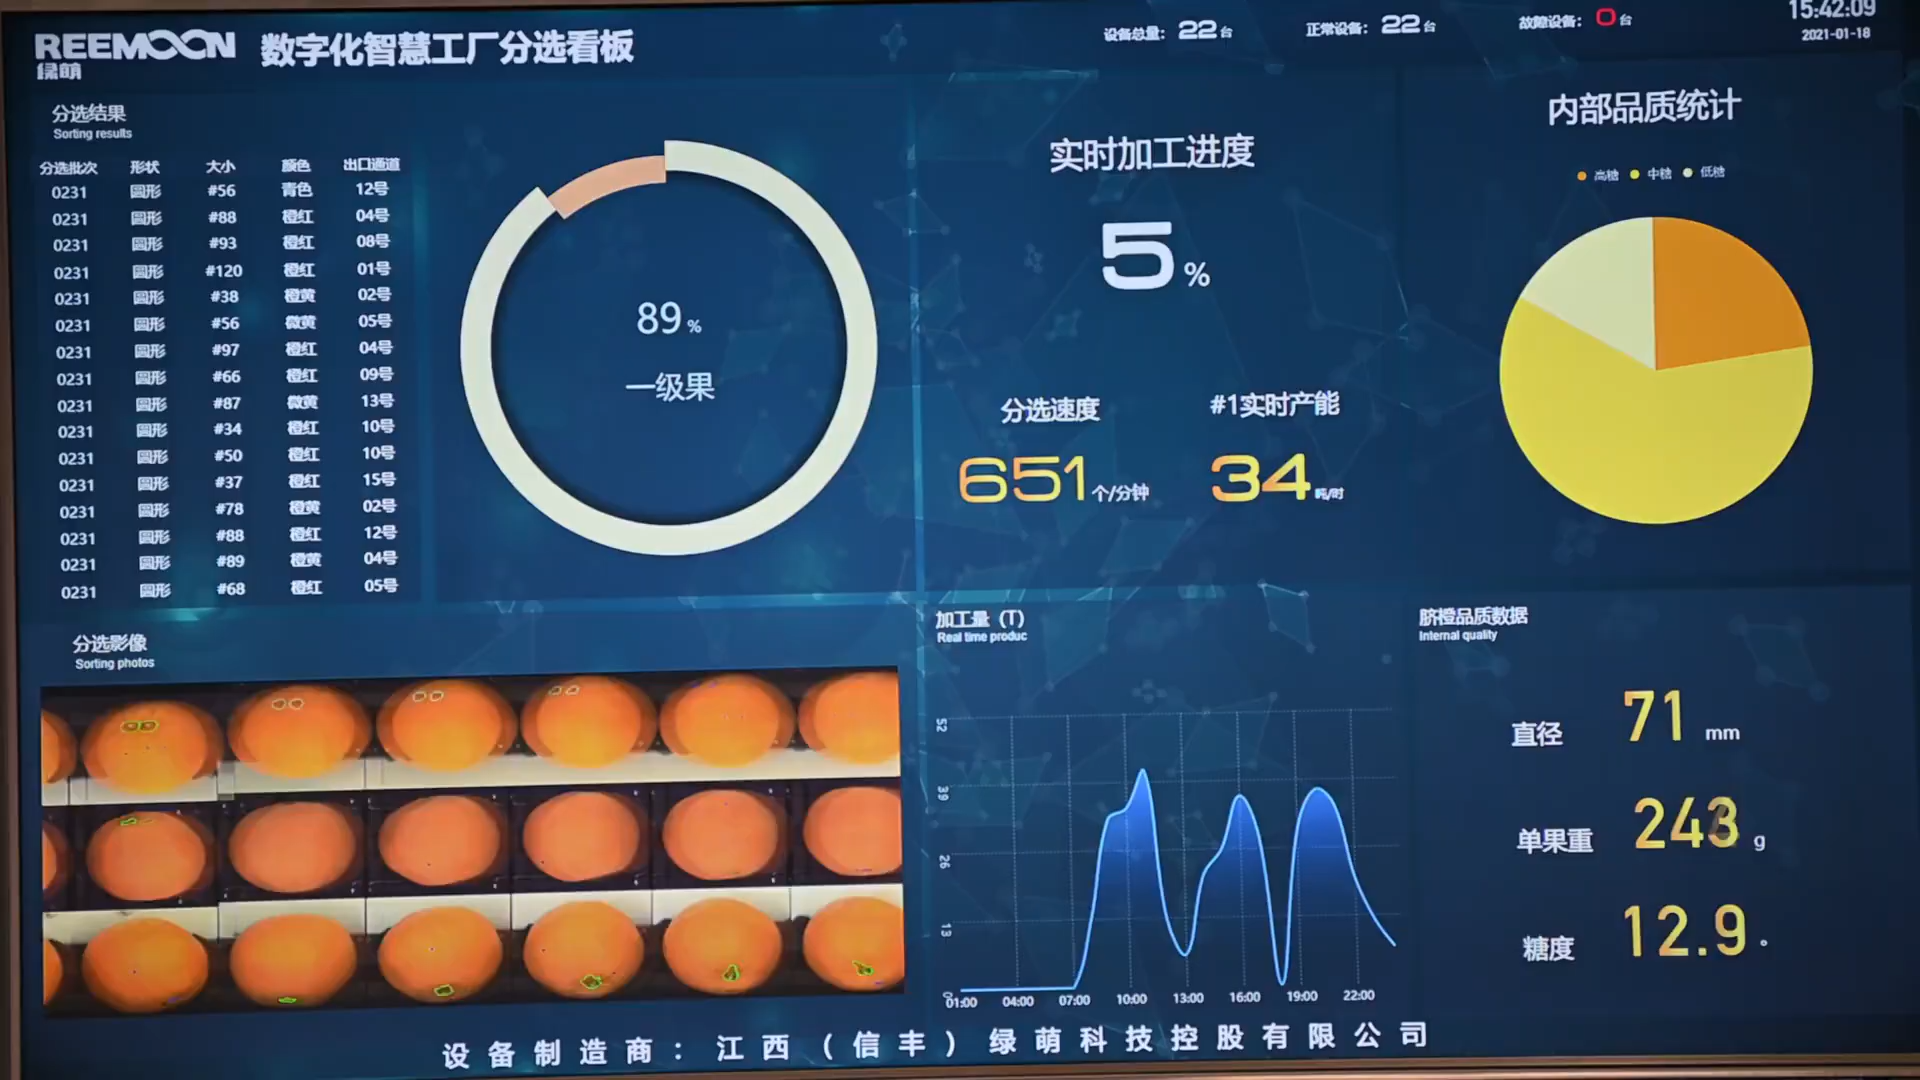 REEMOON
绿萌
数字化智慧工厂分选看板
设备总量: 22台
正常设备: 22台
故障设备: 0台
15:42:09
2021-01-18
分选结果
Sorting results
分选批次 形状 大小 颜色 出口通道
0231 圆形 #56 青色 12号
0231 圆形 #88 橙红 04号
0231 圆形 #93 橙红 08号
0231 圆形 #120 橙红 01号
0231 圆形 #38 橙黄 02号
0231 圆形 #56 微黄 05号
0231 圆形 #97 橙红 04号
0231 圆形 #66 橙红 09号
0231 圆形 #87 微黄 13号
0231 圆形 #34 橙红 10号
0231 圆形 #50 橙红 10号
0231 圆形 #37 橙红 15号
0231 圆形 #78 橙黄 02号
0231 圆形 #88 橙红 12号
0231 圆形 #89 橙黄 04号
0231 圆形 #68 橙红 05号
89%
一级果
实时加工进度
5%
分选速度
651个/分钟
#1实时产能
34吨/时
内部品质统计
高糖 中糖 低糖
分选影像
Sorting photos
加工量 (T)
Real time produc
52
39
26
13
0
01:00 04:00 07:00 10:00 13:00 16:00 19:00 22:00
脐橙品质数据
Internal quality
直径 71 mm
单果重 243 g
糖度 12.9 °
设备制造商：江西（信丰）绿萌科技控股有限公司